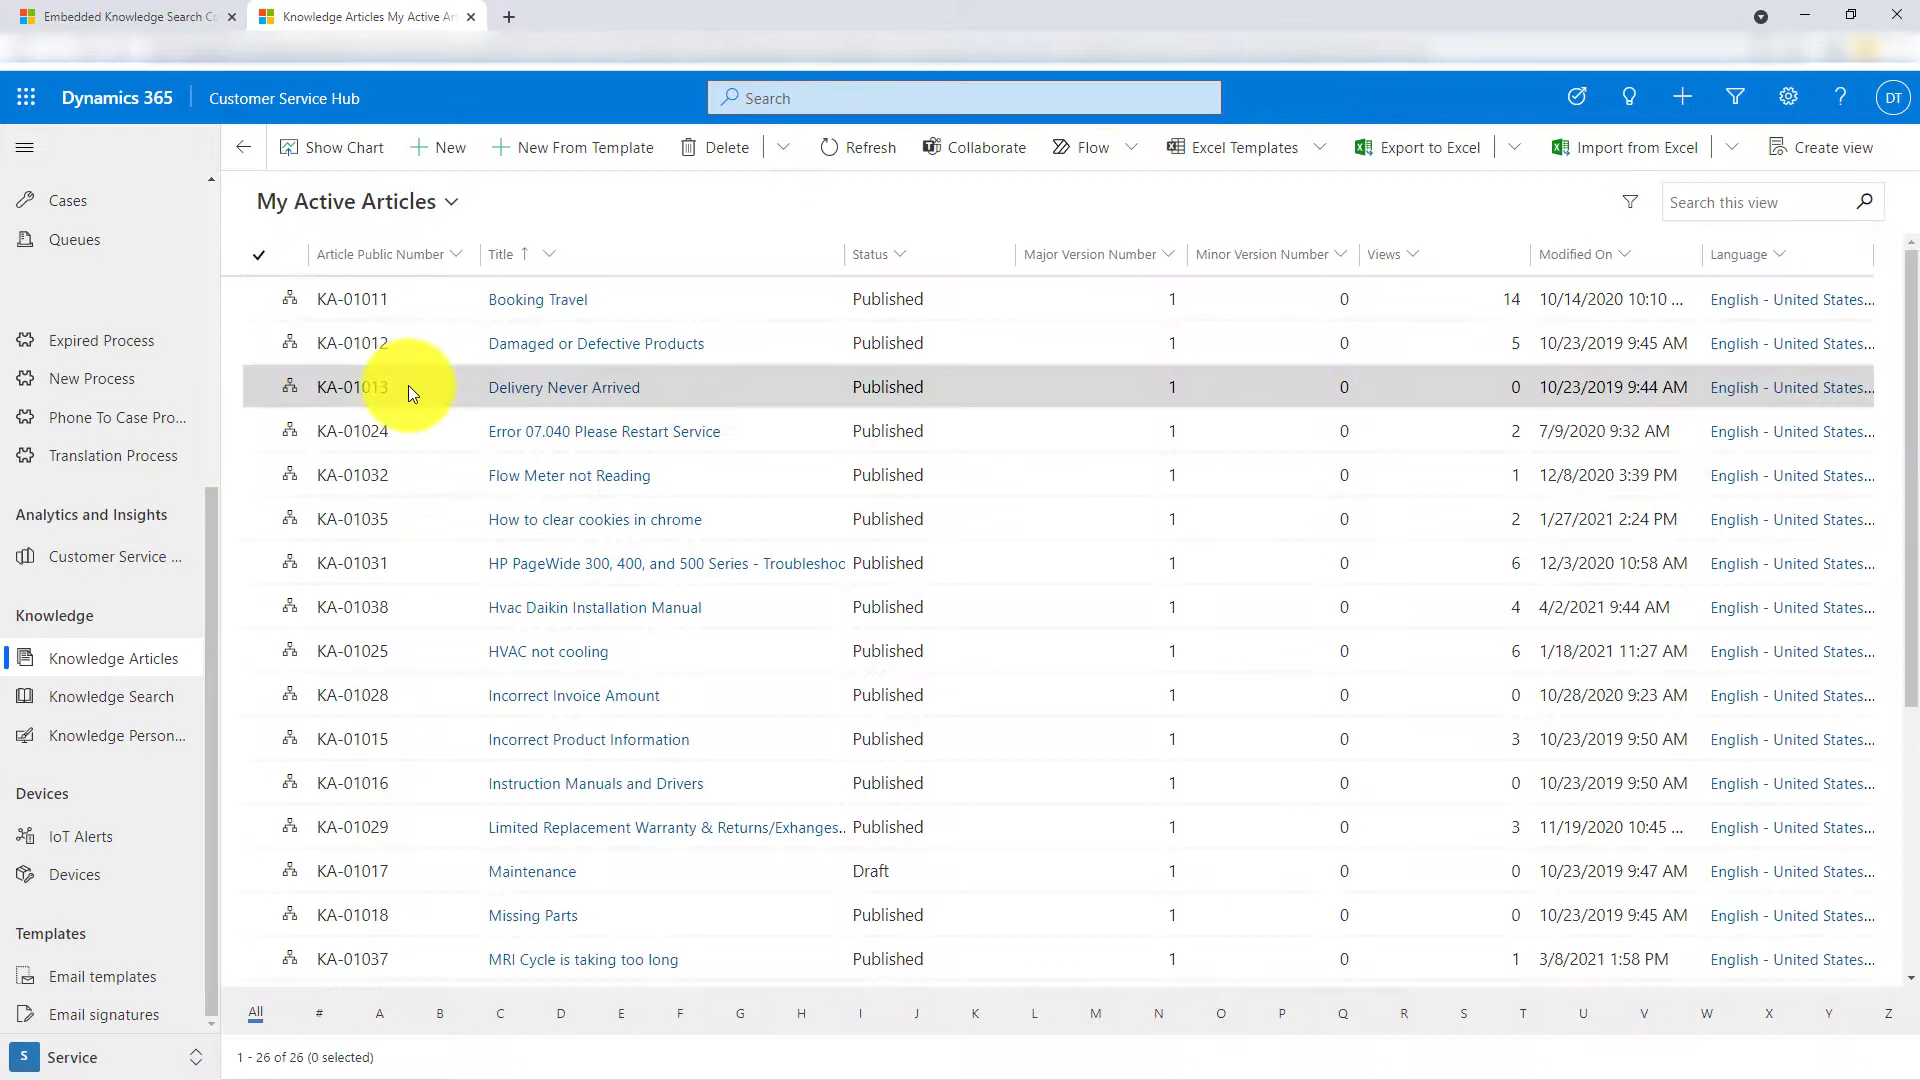 Embedded Knowledge Search Co
Knowledge Articles My Active Ar
Dynamics 365
Customer Service Hub
Search
DT
Show Chart
New
New From Template
Delete
Refresh
Collaborate
Flow
Excel Templates
Export to Excel
Import from Excel
Create view
Cases
Queues
Expired Process
New Process
Phone To Case Pro...
Translation Process
Analytics and Insights
Customer Service ...
Knowledge
Knowledge Articles
Knowledge Search
Knowledge Person...
Devices
IoT Alerts
Devices
Templates
Email templates
Email signatures
S Service
My Active Articles
Search this view
Article Public Number Title Status Major Version Number Minor Version Number Views Modified On Language
KA-01011 Booking Travel Published 1 0 14 10/14/2020 10:10 ... English - United States...
KA-01012 Damaged or Defective Products Published 1 0 5 10/23/2019 9:45 AM English - United States...
KA-01013 Delivery Never Arrived Published 1 0 0 10/23/2019 9:44 AM English - United States...
KA-01024 Error 07.040 Please Restart Service Published 1 0 2 7/9/2020 9:32 AM English - United States...
KA-01032 Flow Meter not Reading Published 1 0 1 12/8/2020 3:39 PM English - United States...
KA-01035 How to clear cookies in chrome Published 1 0 2 1/27/2021 2:24 PM English - United States...
KA-01031 HP PageWide 300, 400, and 500 Series - Troubleshoo Published 1 0 6 12/3/2020 10:58 AM English - United States...
KA-01038 Hvac Daikin Installation Manual Published 1 0 4 4/2/2021 9:44 AM English - United States...
KA-01025 HVAC not cooling Published 1 0 6 1/18/2021 11:27 AM English - United States...
KA-01028 Incorrect Invoice Amount Published 1 0 0 10/28/2020 9:23 AM English - United States...
KA-01015 Incorrect Product Information Published 1 0 3 10/23/2019 9:50 AM English - United States...
KA-01016 Instruction Manuals and Drivers Published 1 0 0 10/23/2019 9:50 AM English - United States...
KA-01029 Limited Replacement Warranty & Returns/Exhanges... Published 1 0 3 11/19/2020 10:45 ... English - United States...
KA-01017 Maintenance Draft 1 0 0 10/23/2019 9:47 AM English - United States...
KA-01018 Missing Parts Published 1 0 0 10/23/2019 9:45 AM English - United States...
KA-01037 MRI Cycle is taking too long Published 1 0 1 3/8/2021 1:58 PM English - United States...
All # A B C D E F G H I J K L M N O P Q R S T U V W X Y Z
1 - 26 of 26 (0 selected)